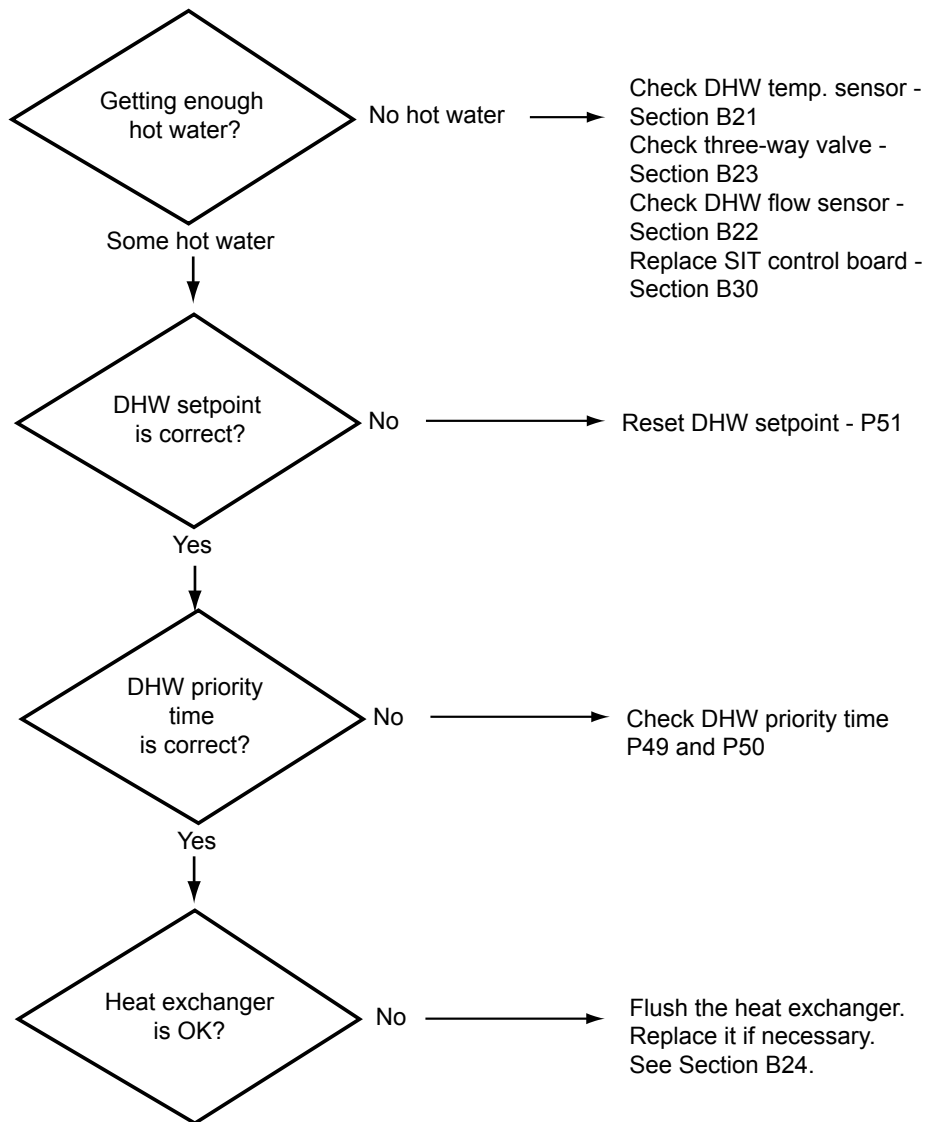 Getting enough
hot water?
No hot water
Check DHW temp. sensor -
Section B21
Check three-way valve -
Section B23
Check DHW flow sensor -
Section B22
Replace SIT control board -
Section B30
Some hot water
DHW setpoint
is correct?
No
Reset DHW setpoint - P51
Yes
DHW priority
time
is correct?
No
Check DHW priority time
P49 and P50
Yes
Heat exchanger
is OK?
No
Flush the heat exchanger.
Replace it if necessary.
See Section B24.